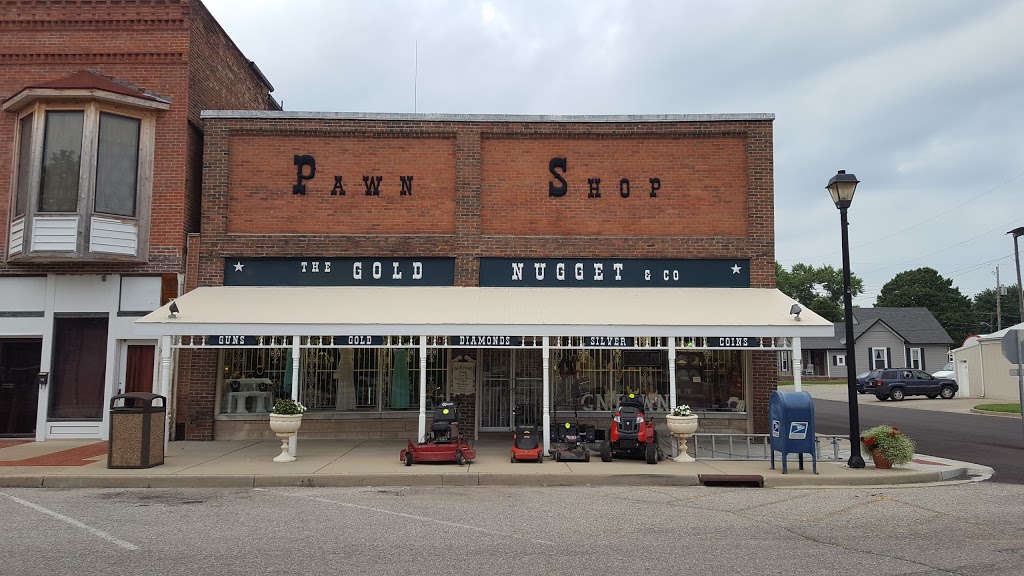 PAWN SHOP
THE GOLD NUGGET & CO
GUNS GOLD DIAMONDS SILVER COINS